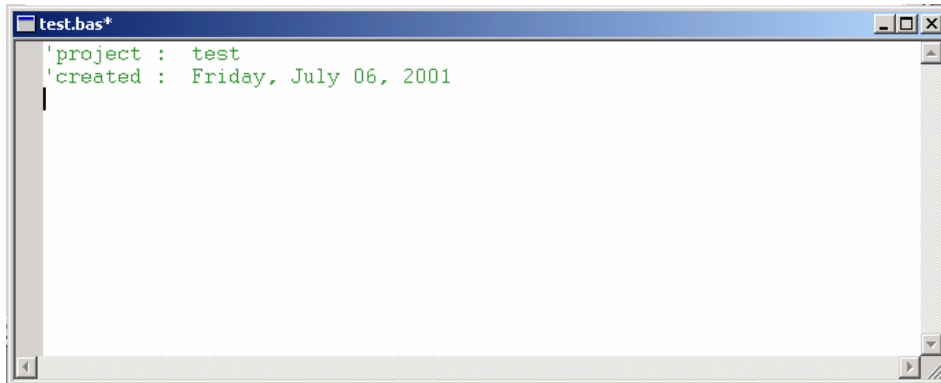 test.bas*
'project :  test
'created :  Friday, July 06, 2001